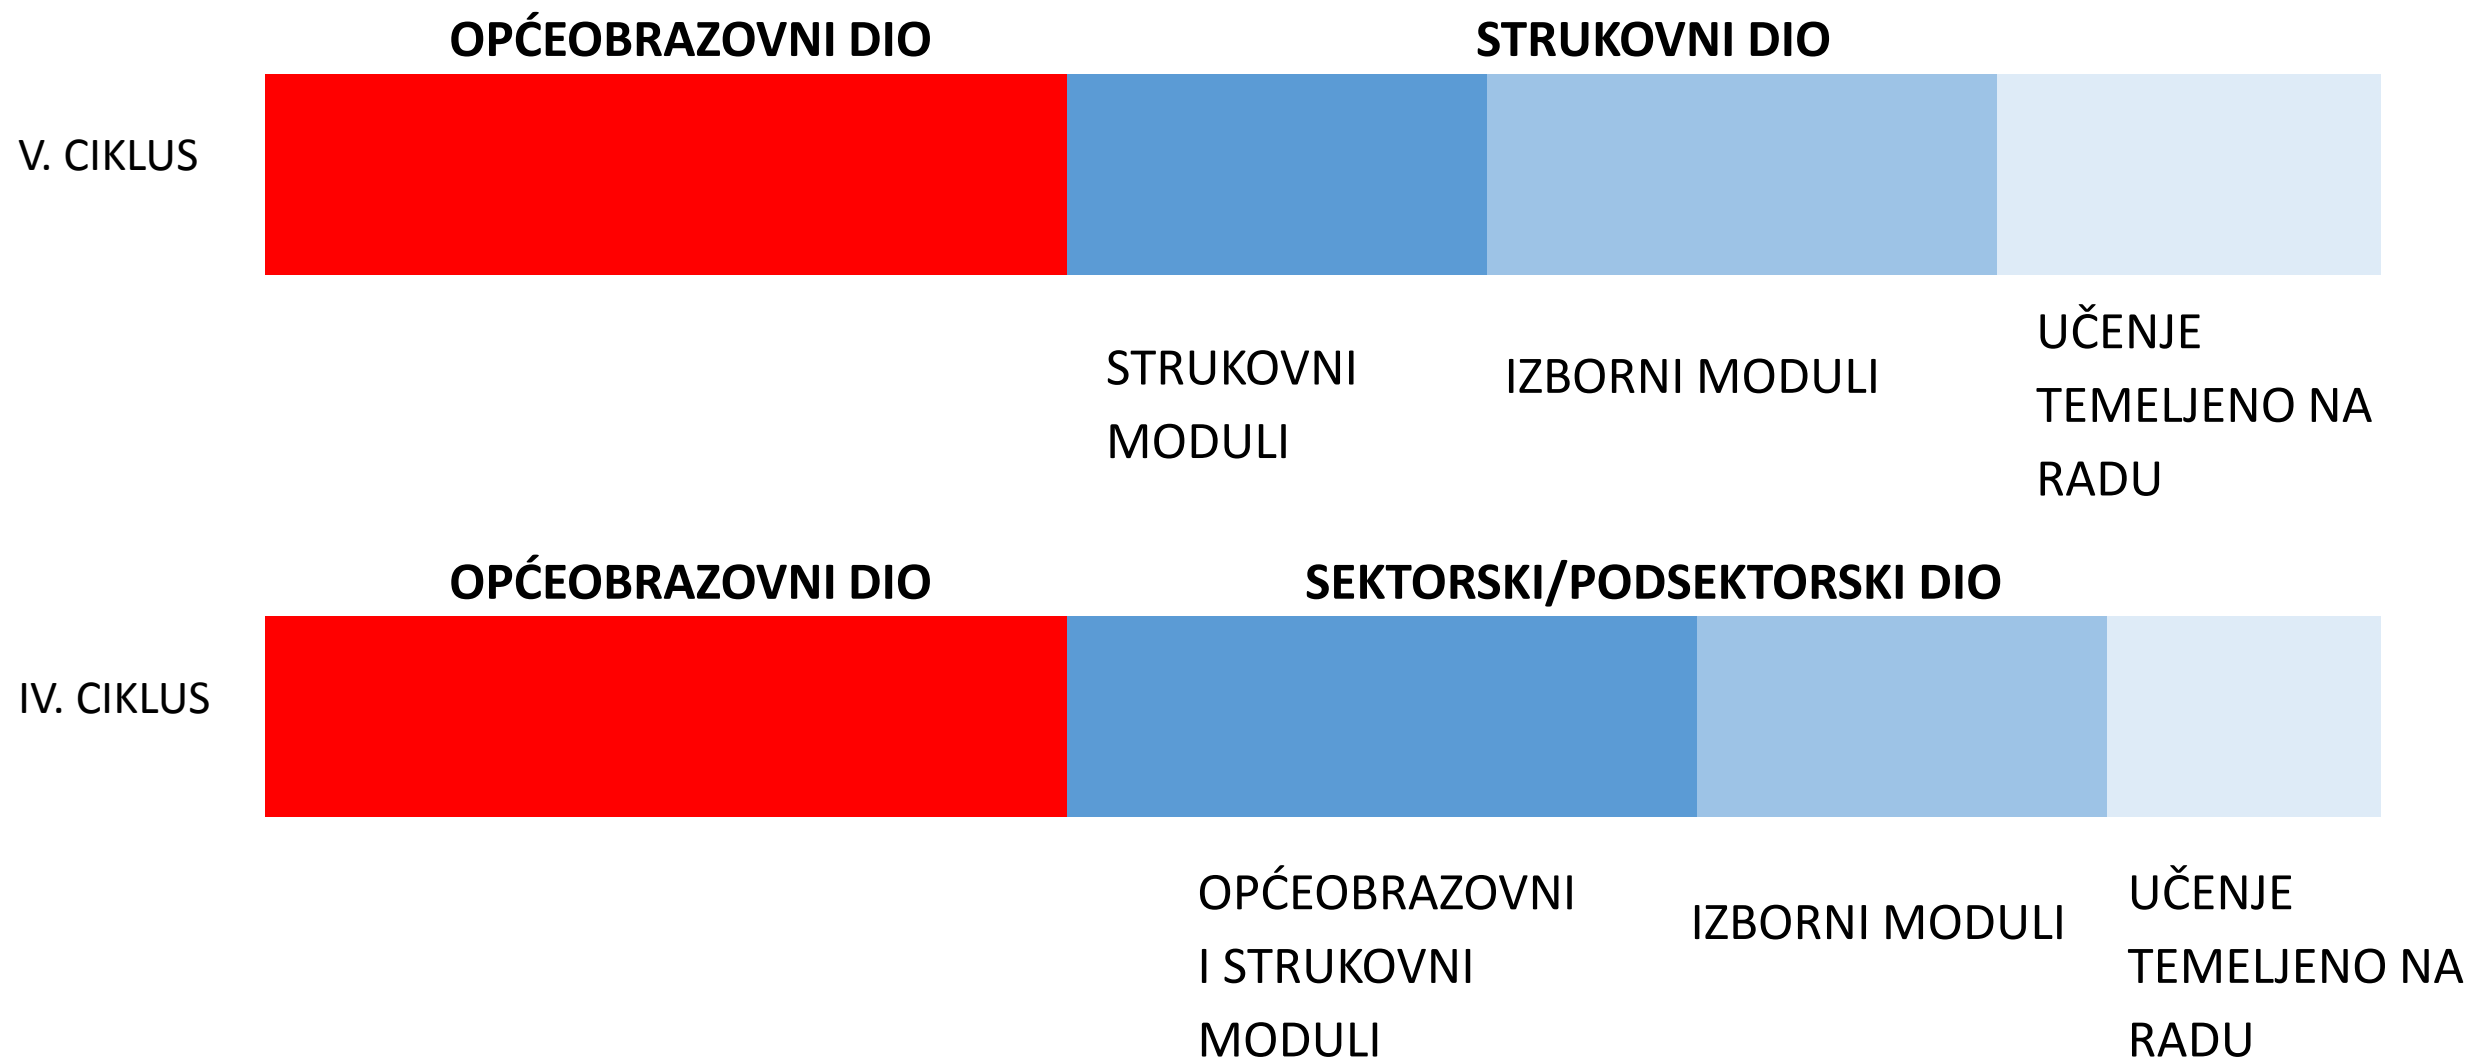 OPĆEOBRAZOVNI DIO
STRUKOVNI DIO
V. CIKLUS
STRUKOVNI
MODULI
IZBORNI MODULI
UČENJE
TEMELJENO NA
RADU
OPĆEOBRAZOVNI DIO
SEKTORSKI/PODSEKTORSKI DIO
IV. CIKLUS
OPĆEOBRAZOVNI
I STRUKOVNI
MODULI
IZBORNI MODULI
UČENJE
TEMELJENO NA
RADU